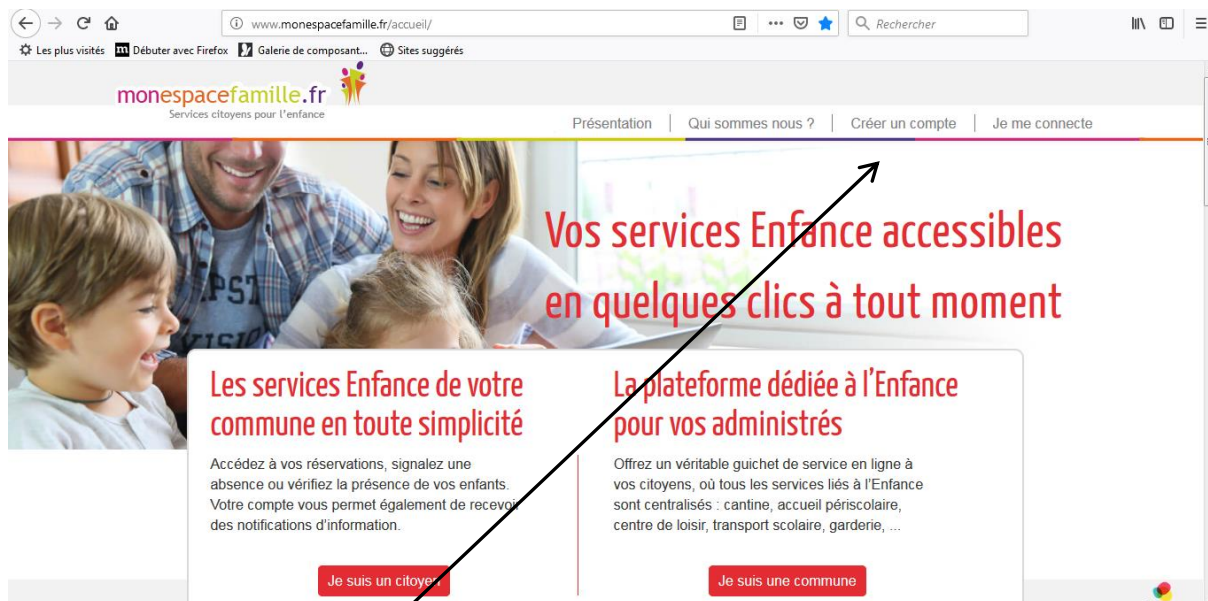 www.monespacefamille.fr/accueil/
Rechercher
Les plus visités
Débuter avec Firefox
Galerie de composant...
Sites suggérés
monespacefamille.fr
Services citoyens pour l'enfance
Présentation
Qui sommes nous ?
Créer un compte
Je me connecte
Vos services Enfance accessibles
en quelques clics à tout moment
Les services Enfance de votre
commune en toute simplicité
Accédez à vos réservations, signalez une
absence ou vérifiez la présence de vos enfants.
Votre compte vous permet également de recevoir
des notifications d'information.
Je suis un citoyen
La plateforme dédiée à l'Enfance
pour vos administrés
Offrez un véritable guichet de service en ligne à
vos citoyens, où tous les services liés à l'Enfance
sont centralisés : cantine, accueil périscolaire,
centre de loisir, transport scolaire, garderie, ...
Je suis une commune